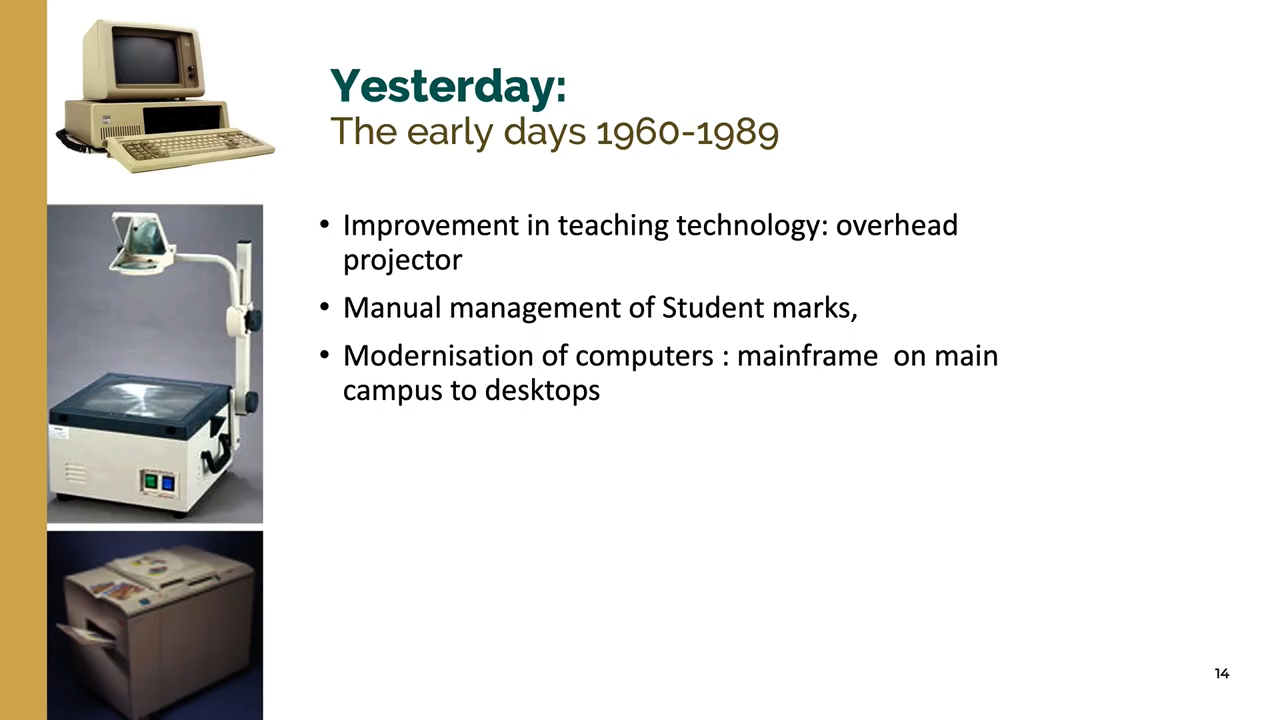 Yesterday:
The early days 1960-1989
• Improvement in teaching technology: overhead
projector
• Manual management of Student marks,
• Modernisation of computers : mainframe  on main
campus to desktops
14